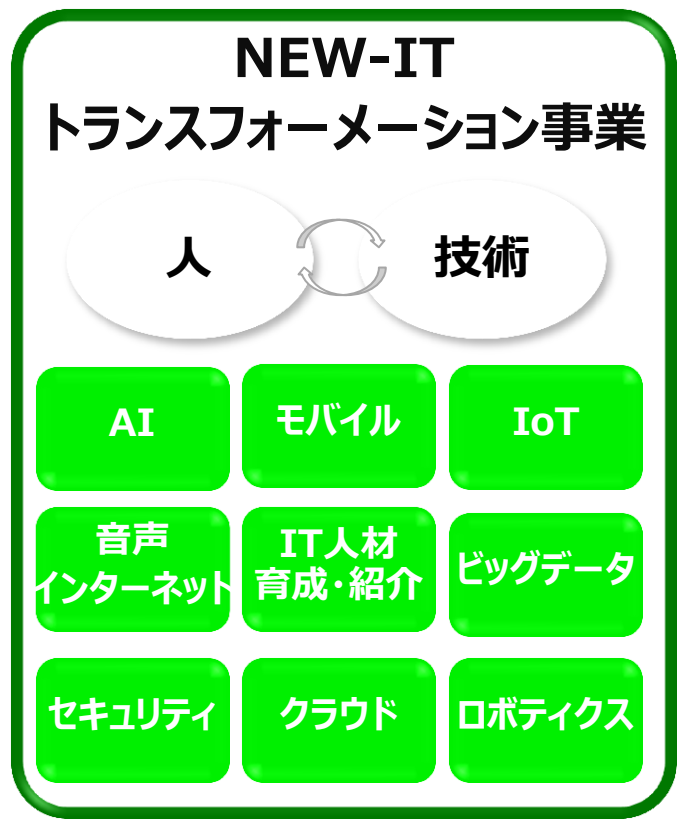 NEW-IT
トランスフォーメーション事業
人
技術
AI
モバイル
IoT
音声
インターネット
IT人材
育成・紹介
ビッグデータ
セキュリティ
クラウド
ロボティクス